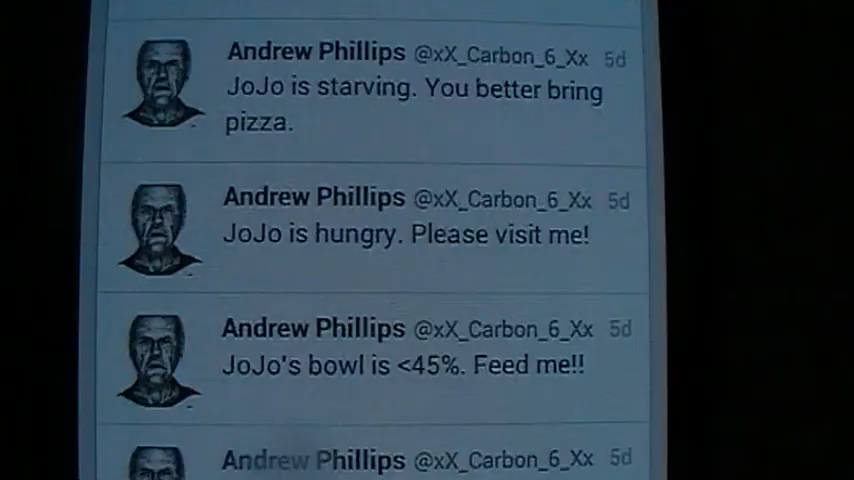 Andrew Phillips @xX_Carbon_6_Xx 5d
JoJo is starving. You better bring
pizza.
Andrew Phillips @xX_Carbon_6_Xx 5d
JoJo is hungry. Please visit me!
Andrew Phillips @xX_Carbon_6_Xx 5d
JoJo's bowl is <45%. Feed me!!
Andrew Phillips @xX_Carbon_6_Xx 5d